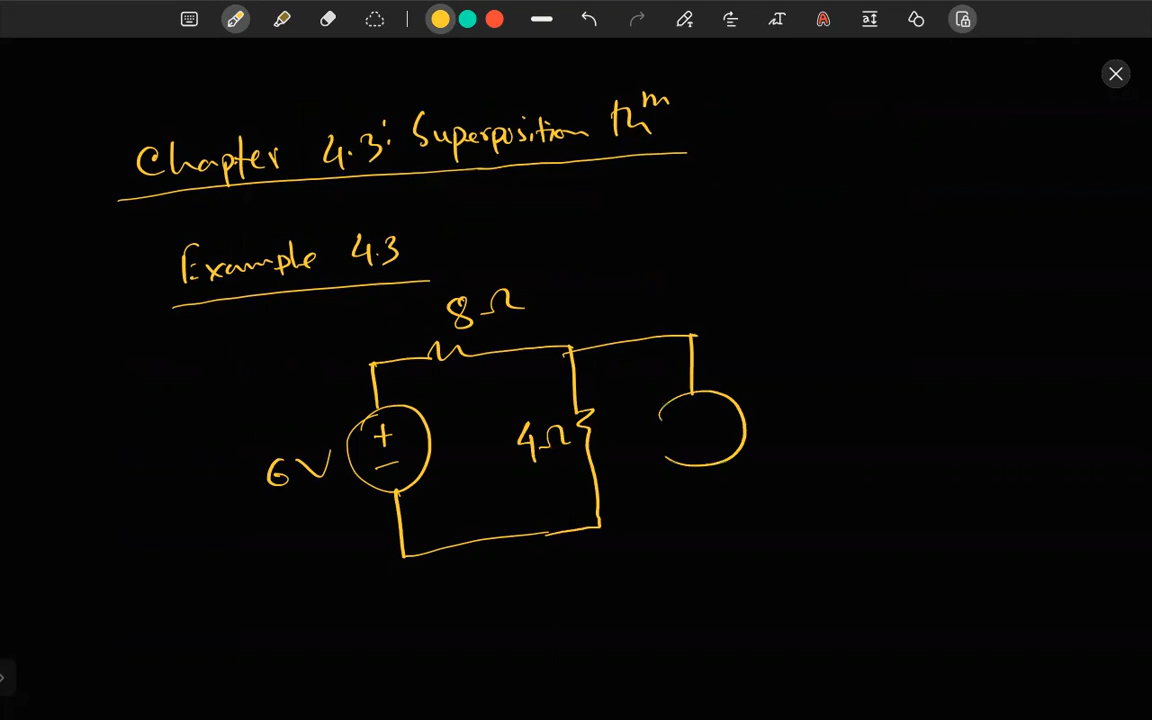 Chapter 4.3: Superposition thm
Example 4.3
8Ω
6V
+
−
4Ω